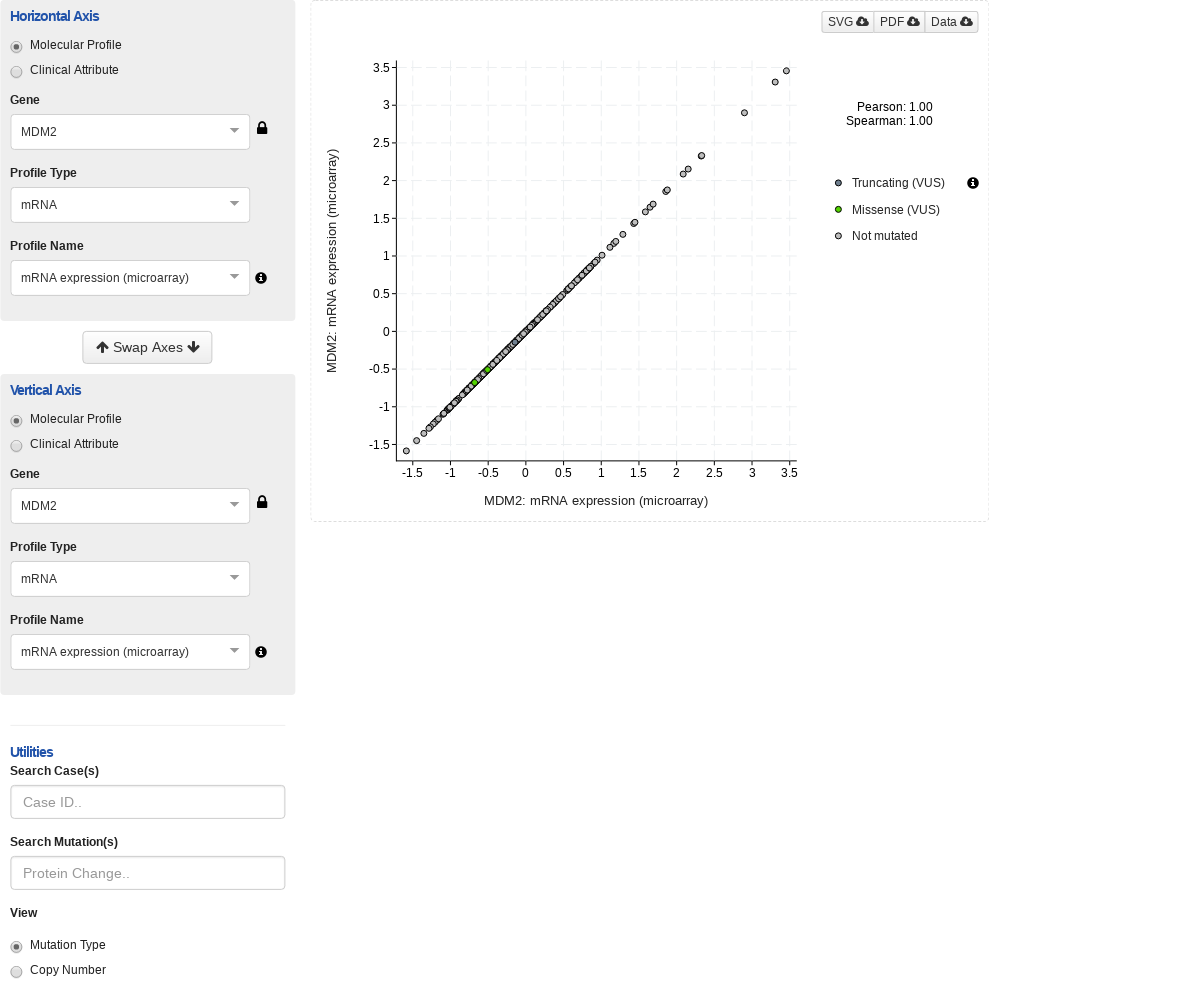 Horizontal Axis
Molecular Profile
Clinical Attribute
Gene
MDM2
Profile Type
mRNA
Profile Name
mRNA expression (microarray)
Swap Axes
Vertical Axis
Molecular Profile
Clinical Attribute
Gene
MDM2
Profile Type
mRNA
Profile Name
mRNA expression (microarray)
Utilities
Search Case(s)
Case ID..
Search Mutation(s)
Protein Change..
View
Mutation Type
Copy Number
SVG PDF Data
MDM2: mRNA expression (microarray)
3.5
3
2.5
2
1.5
1
0.5
0
-0.5
-1
-1.5
-1.5 -1 -0.5 0 0.5 1 1.5 2 2.5 3 3.5
MDM2: mRNA expression (microarray)
Pearson: 1.00
Spearman: 1.00
Truncating (VUS)
Missense (VUS)
Not mutated